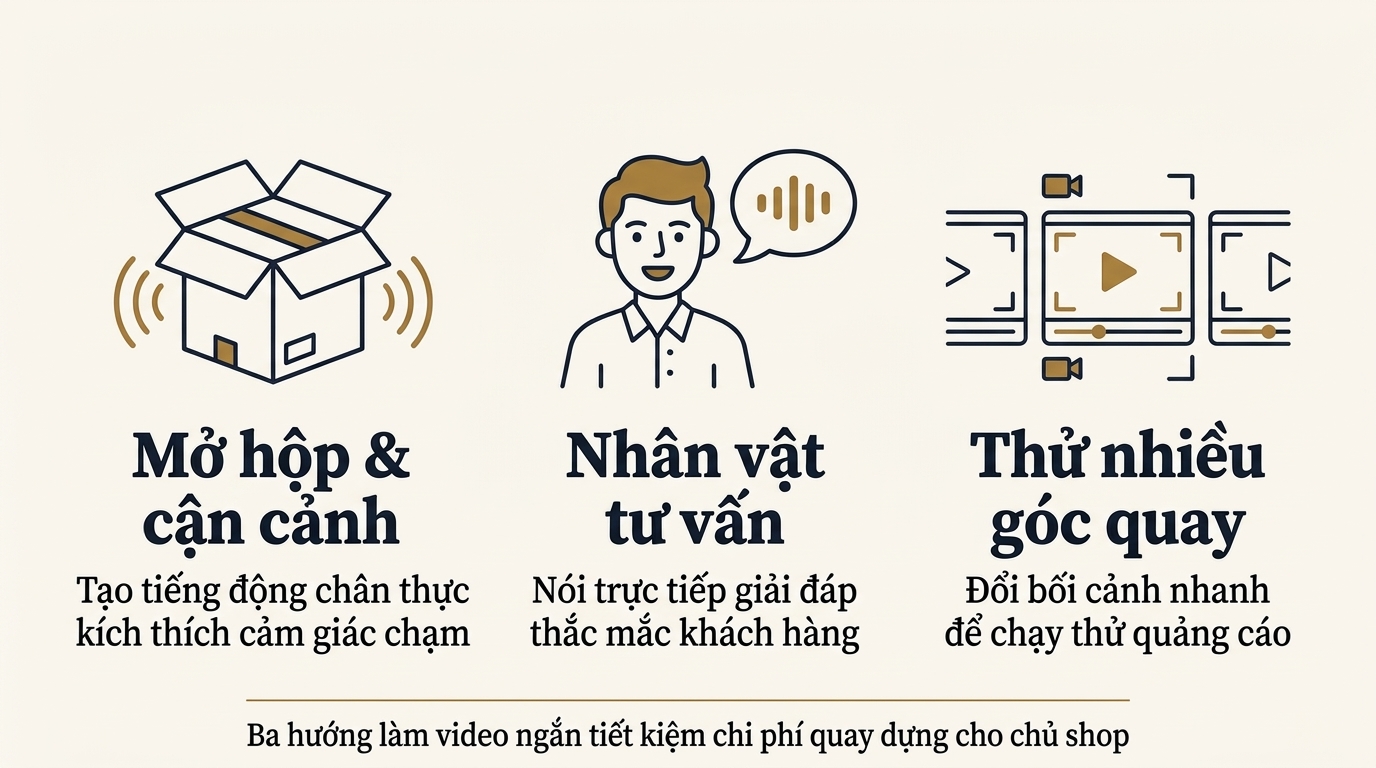 Mở hộp &
cận cảnh
Tạo tiếng động chân thực
kích thích cảm giác chạm
Nhân vật
tư vấn
Nói trực tiếp giải đáp
thắc mắc khách hàng
Thử nhiều
góc quay
Đổi bối cảnh nhanh
để chạy thử quảng cáo
Ba hướng làm video ngắn tiết kiệm chi phí quay dựng cho chủ shop